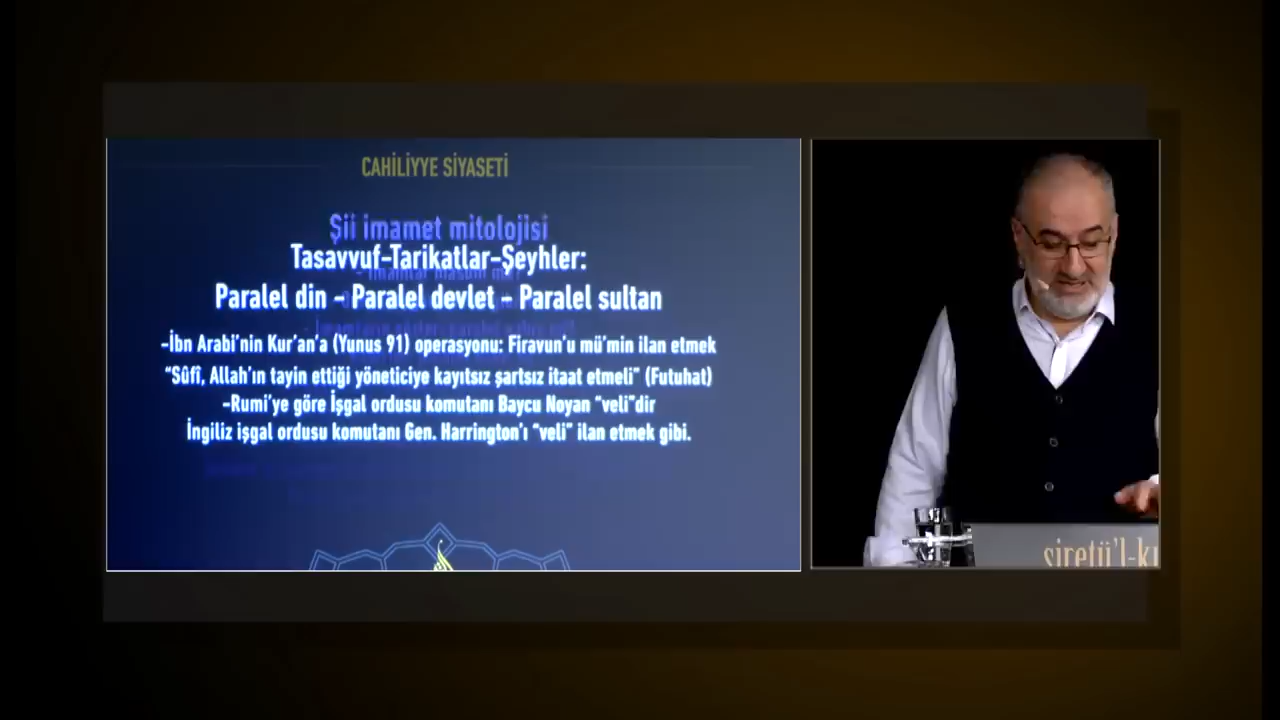 CAHİLİYYE SİYASETİ
Şii imamet mitolojisi
Tasavvuf-Tarikatlar-Şeyhler:
Paralel din - Paralel devlet - Paralel sultan
-İbn Arabi'nin Kur'an'a (Yunus 91) operasyonu: Firavun'u mü'min ilan etmek
"Sûfî, Allah'ın tayin ettiği yöneticiye kayıtsız şartsız itaat etmeli" (Futuhat)
-Rumi'ye göre İşgal ordusu komutanı Baycu Noyan "veli"dir
İngiliz işgal ordusu komutanı Gen. Harrington'ı "veli" ilan etmek gibi.
siretü'l-kı